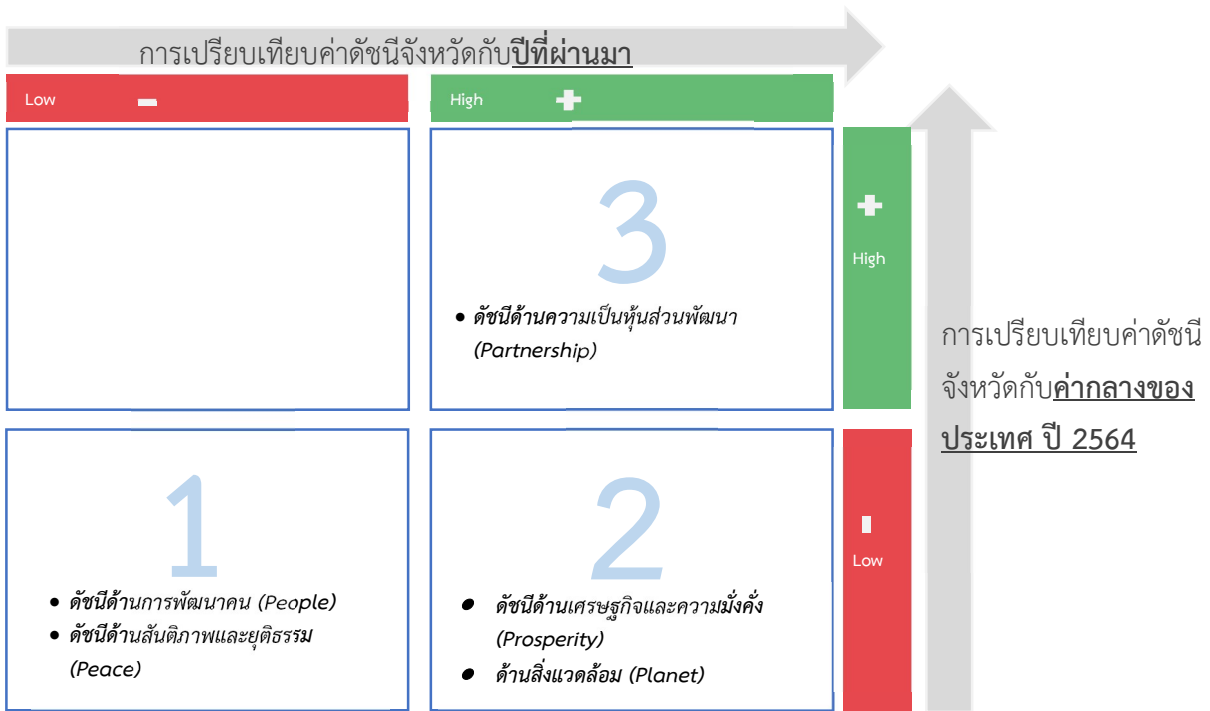 การเปรียบเทียบค่าดัชนีจังหวัดกับปีที่ผ่านมา
Low -
High +
3
• ดัชนีด้านความเป็นหุ้นส่วนพัฒนา
(Partnership)
+
High
การเปรียบเทียบค่าดัชนี
จังหวัดกับค่ากลางของ
ประเทศ ปี 2564
1
• ดัชนีด้านการพัฒนาคน (People)
• ดัชนีด้านสันติภาพและยุติธรรม
(Peace)
2
• ดัชนีด้านเศรษฐกิจและความมั่งคั่ง
(Prosperity)
• ด้านสิ่งแวดล้อม (Planet)
-
Low